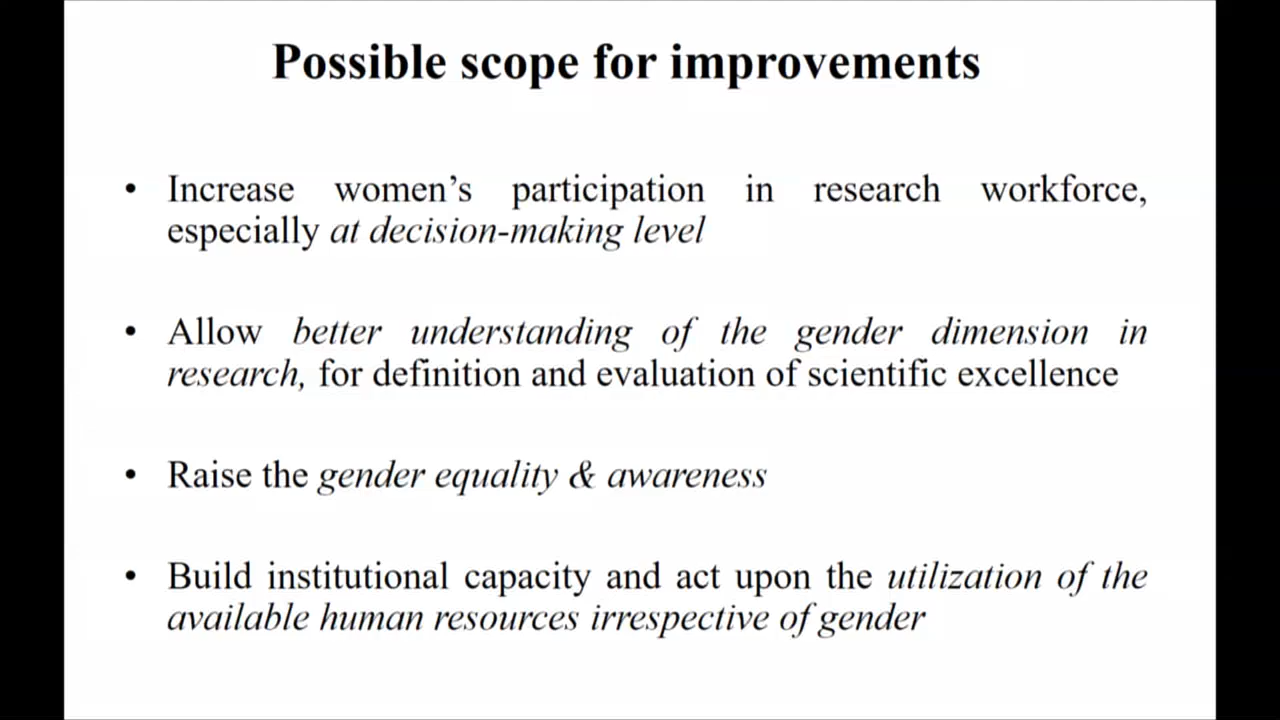 Possible scope for improvements
• Increase women’s participation in research workforce,
especially at decision-making level
• Allow better understanding of the gender dimension in
research, for definition and evaluation of scientific excellence
• Raise the gender equality & awareness
• Build institutional capacity and act upon the utilization of the
available human resources irrespective of gender